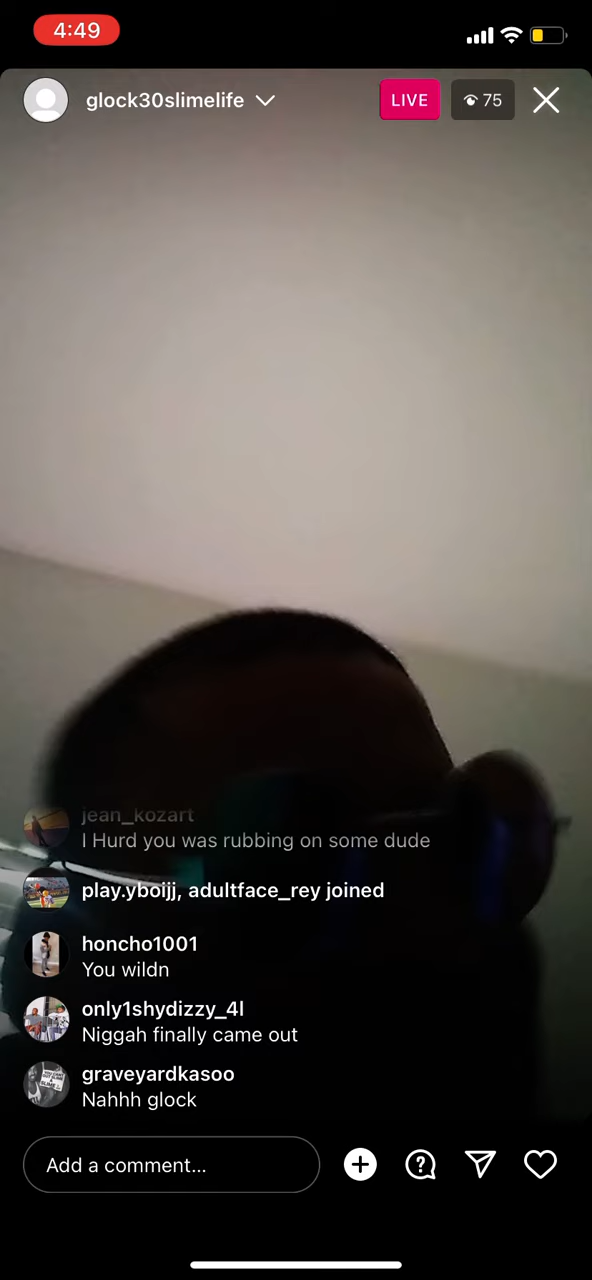 4:49
glock30slimelife
LIVE
75
jean_kozart
I Hurd you was rubbing on some dude
play.yboijj, adultface_rey joined
honcho1001
You wildn
only1shydizzy_4l
Niggah finally came out
graveyardkasoo
Nahhh glock
Add a comment...